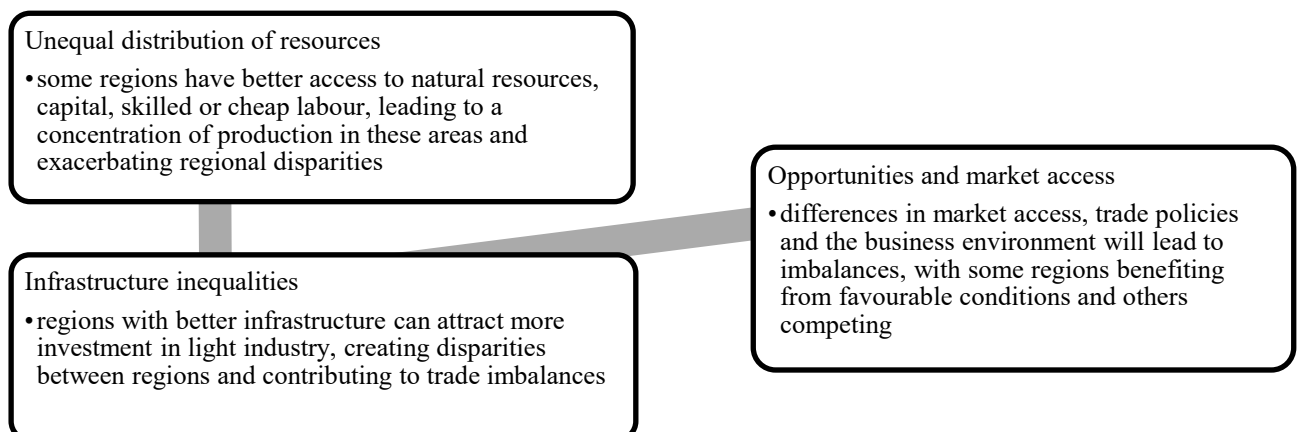 Unequal distribution of resources
•some regions have better access to natural resources,
capital, skilled or cheap labour, leading to a
concentration of production in these areas and
exacerbating regional disparities
Infrastructure inequalities
•regions with better infrastructure can attract more
investment in light industry, creating disparities
between regions and contributing to trade imbalances
Opportunities and market access
•differences in market access, trade policies
and the business environment will lead to
imbalances, with some regions benefiting
from favourable conditions and others
competing